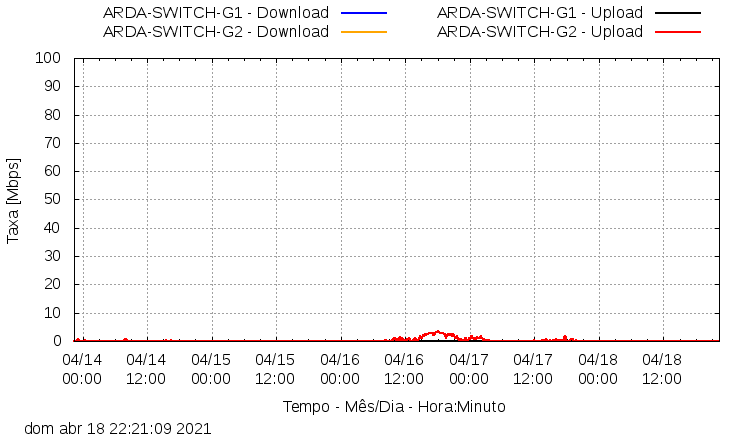 ARDA-SWITCH-G1 - Download ARDA-SWITCH-G1 - Upload
ARDA-SWITCH-G2 - Download ARDA-SWITCH-G2 - Upload
100
90
80
70
60
50
40
30
20
10
0
Taxa [Mbps]
04/14 04/14 04/15 04/15 04/16 04/16 04/17 04/17 04/18 04/18
00:00 12:00 00:00 12:00 00:00 12:00 00:00 12:00 00:00 12:00
Tempo - Mês/Dia - Hora:Minuto
dom abr 18 22:21:09 2021